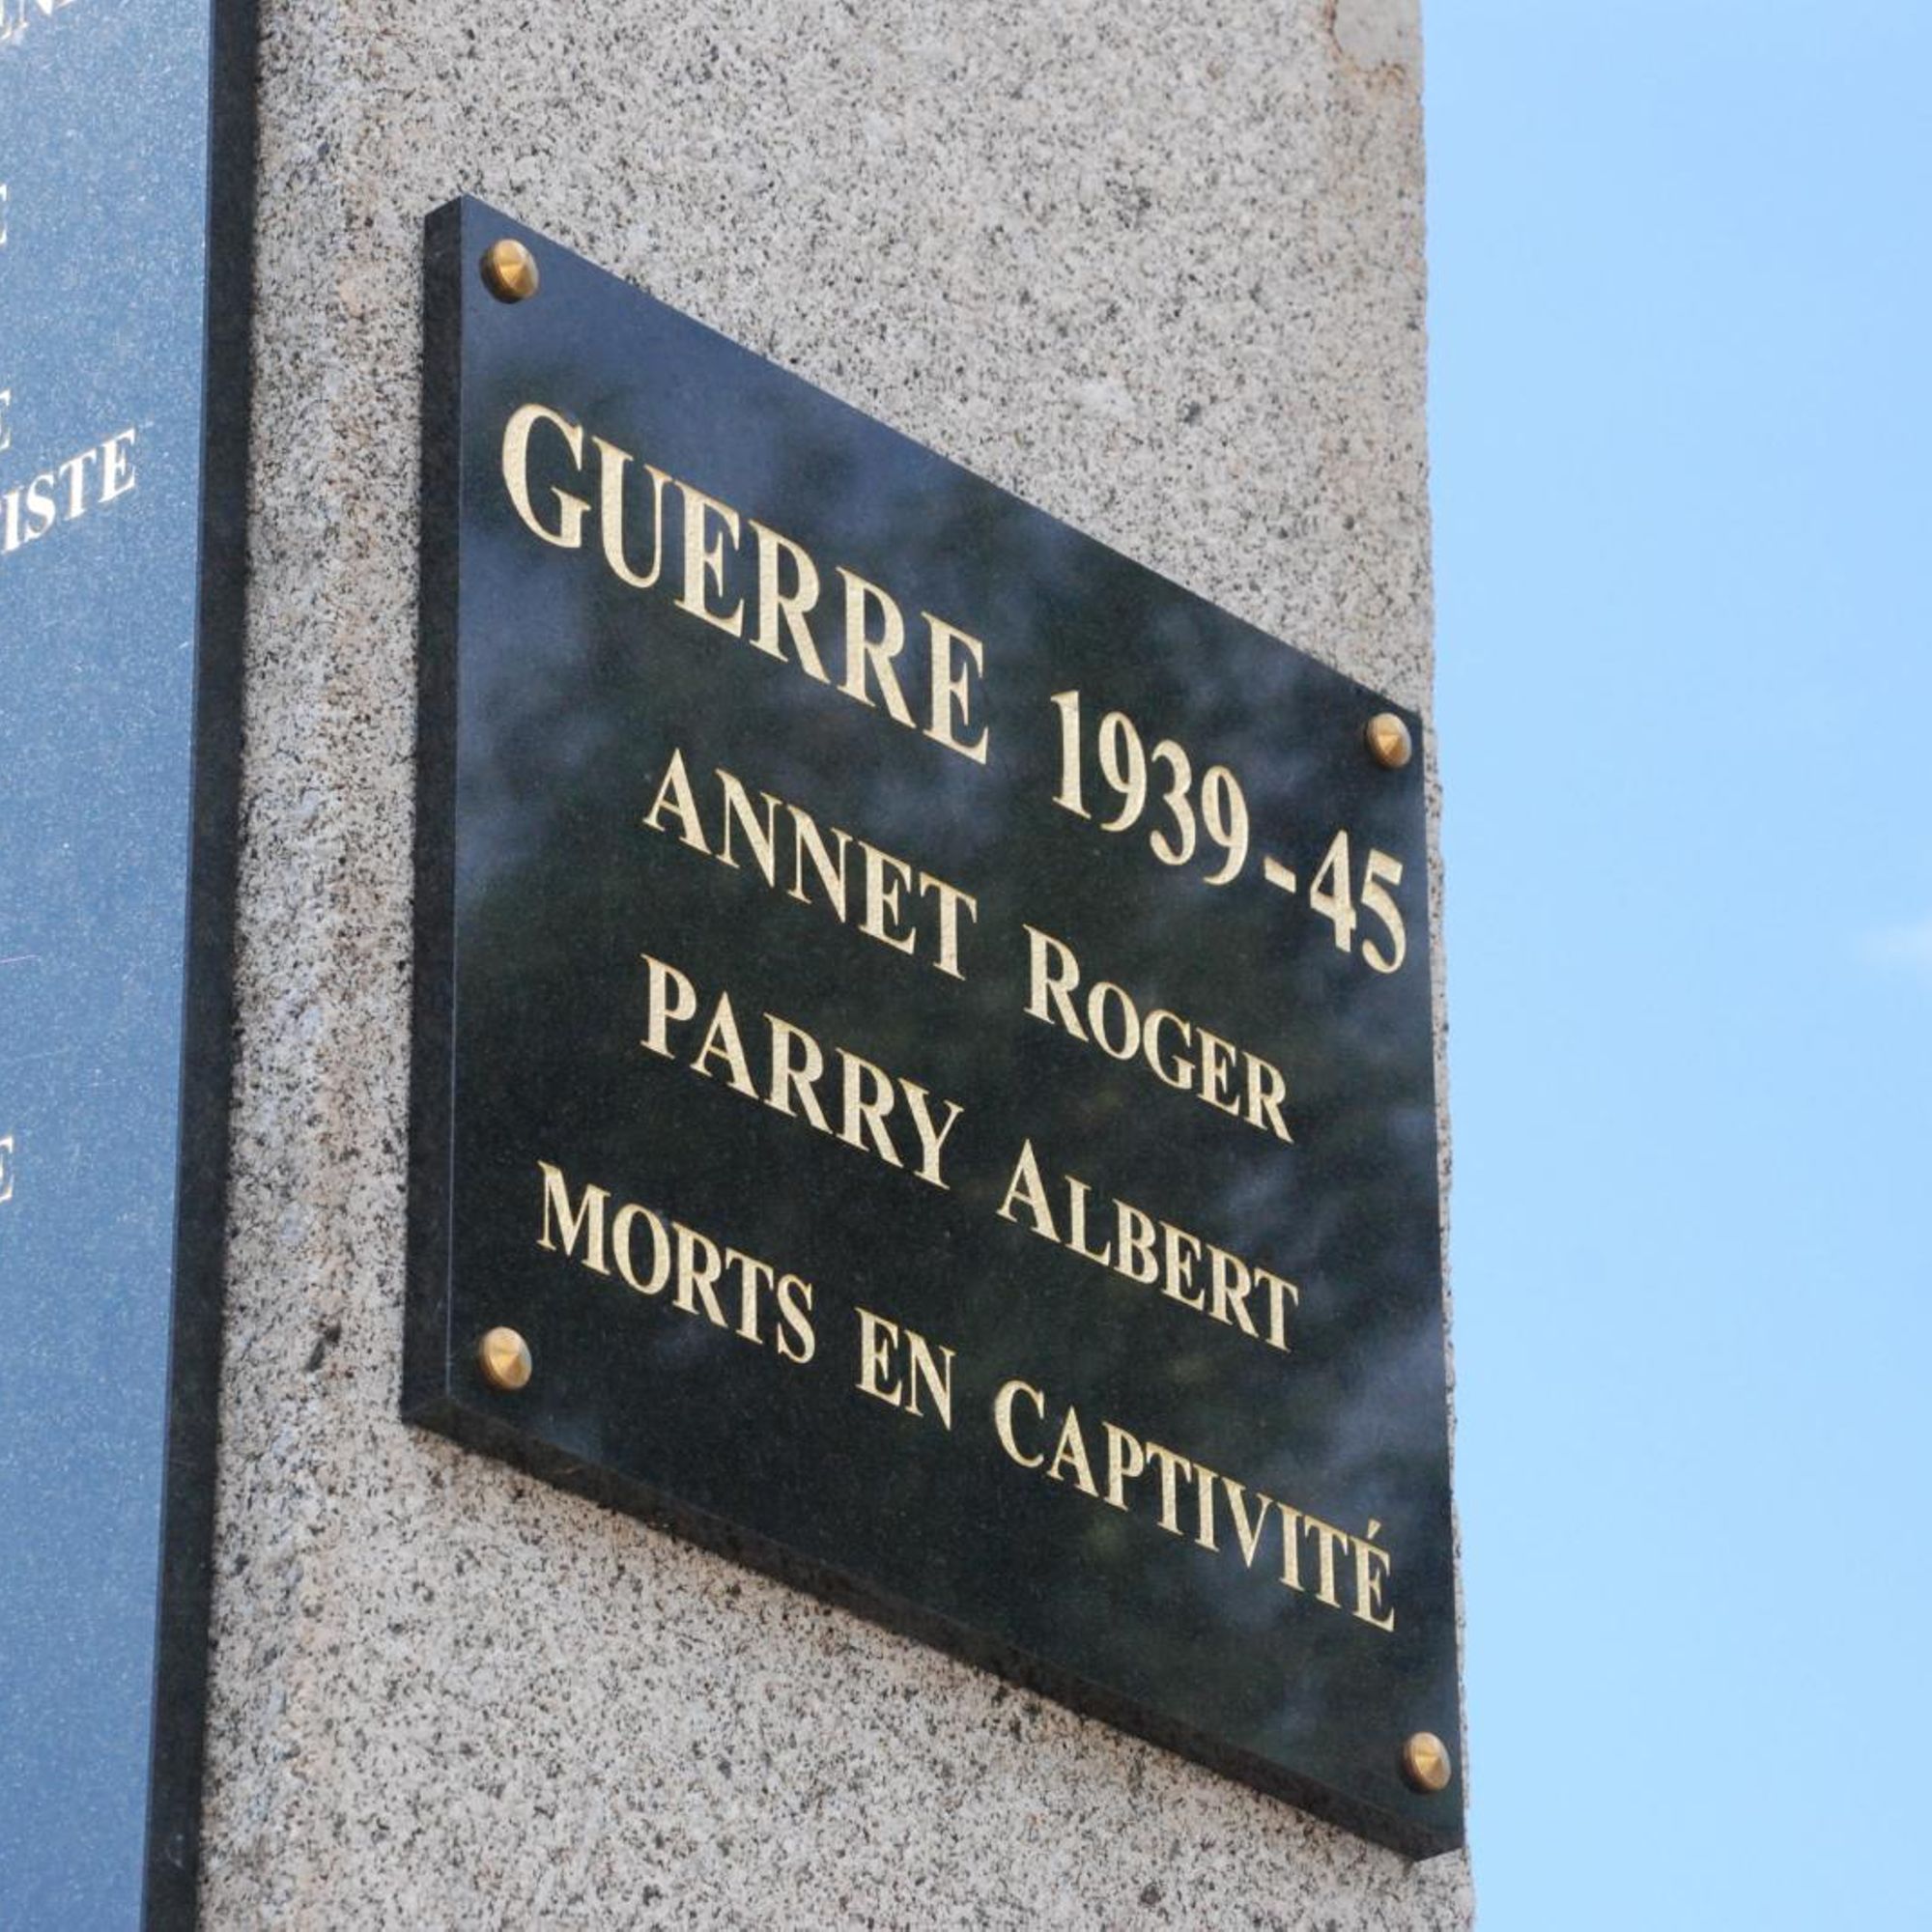 GUERRE 1939-45
ANNET ROGER
PARRY ALBERT
MORTS EN CAPTIVITÉ